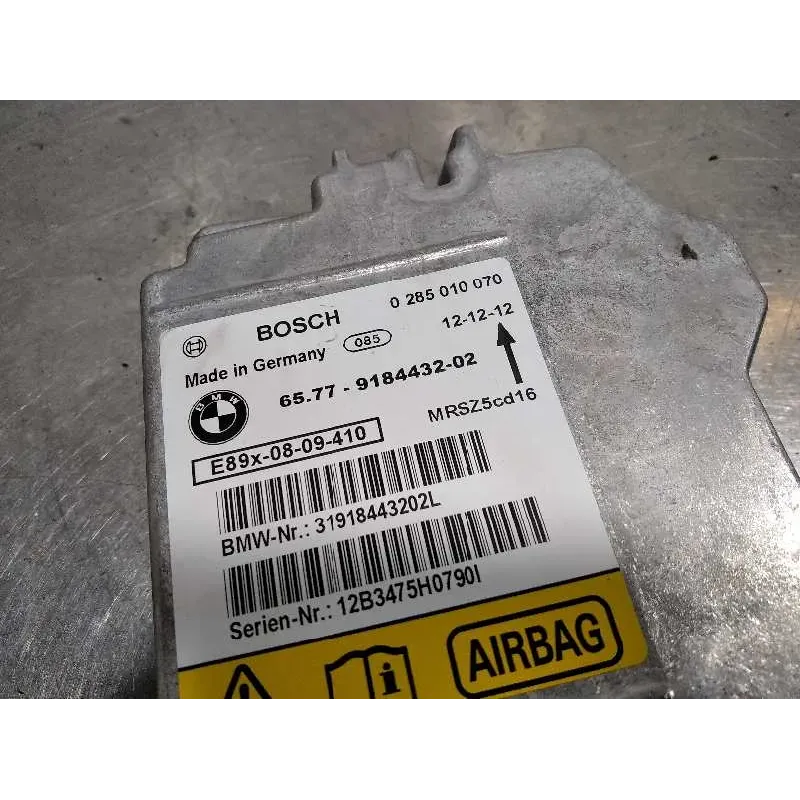 BOSCH 0 285 010 070
Made in Germany 085 12-12-12
BMW 65.77 - 9184432-02
MRSZ5cd16
E89x-08-09-410
BMW-Nr.: 31918443202L
Serien-Nr.: 12B3475H0790I
i AIRBAG